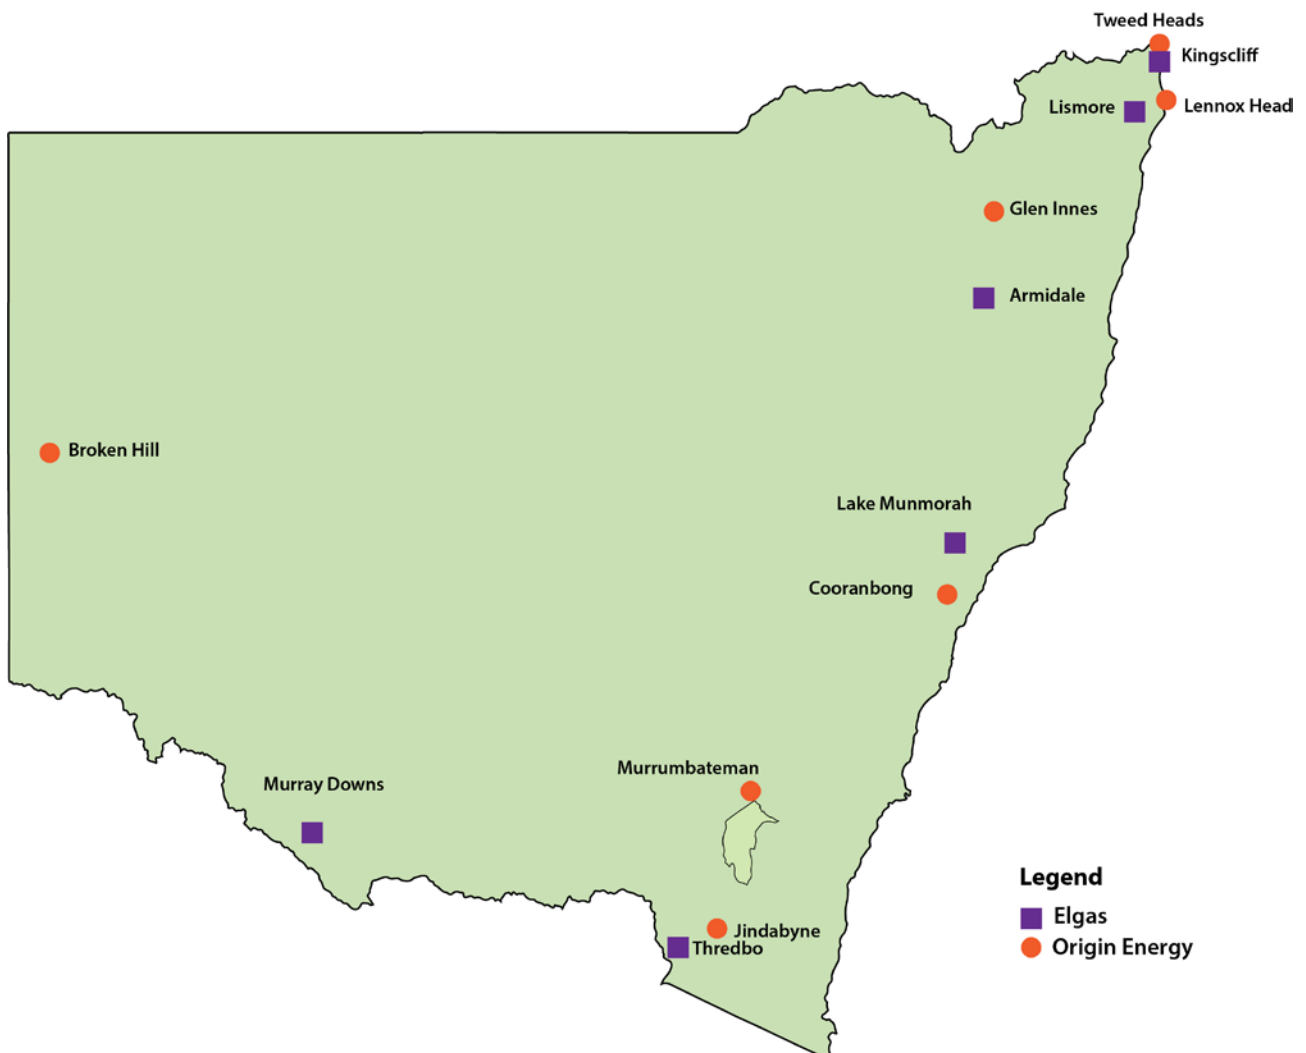 Tweed Heads
Kingscliff
Lismore
Lennox Head
Glen Innes
Armidale
Broken Hill
Lake Munmorah
Cooranbong
Murrumbateman
Murray Downs
Legend
Elgas
Jindabyne
Thredbo
Origin Energy